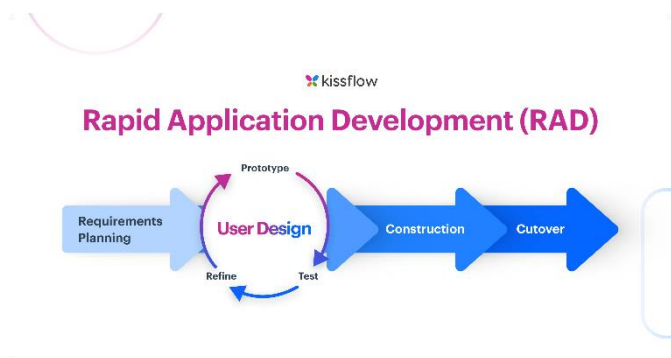 kissflow
Rapid Application Development (RAD)
Prototype
Requirements
Planning
User Design
Construction
Cutover
Refine
Test